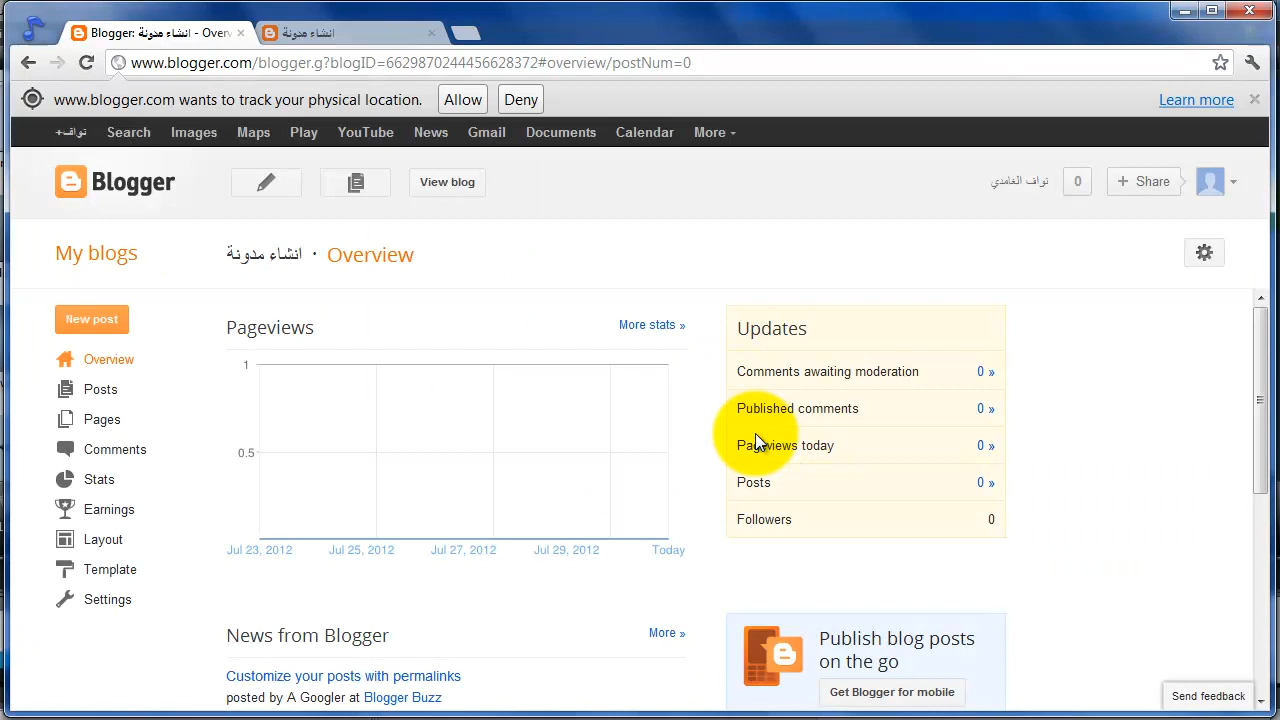 Blogger: انشاء مدونة - Over
انشاء مدونة
www.blogger.com/blogger.g?blogID=6629870244456628372#overview/postNum=0
www.blogger.com wants to track your physical location. Allow Deny Learn more
+نواف Search Images Maps Play YouTube News Gmail Documents Calendar More
Blogger View blog نواف الغامدي 0 + Share
My blogs انشاء مدونة · Overview
New post
Overview
Posts
Pages
Comments
Stats
Earnings
Layout
Template
Settings
Pageviews More stats »
1
0.5
Jul 23, 2012 Jul 25, 2012 Jul 27, 2012 Jul 29, 2012 Today
Updates
Comments awaiting moderation 0 »
Published comments 0 »
Pageviews today 0 »
Posts 0 »
Followers 0
News from Blogger More »
Customize your posts with permalinks
posted by A Googler at Blogger Buzz
Publish blog posts
on the go
Get Blogger for mobile
Send feedback